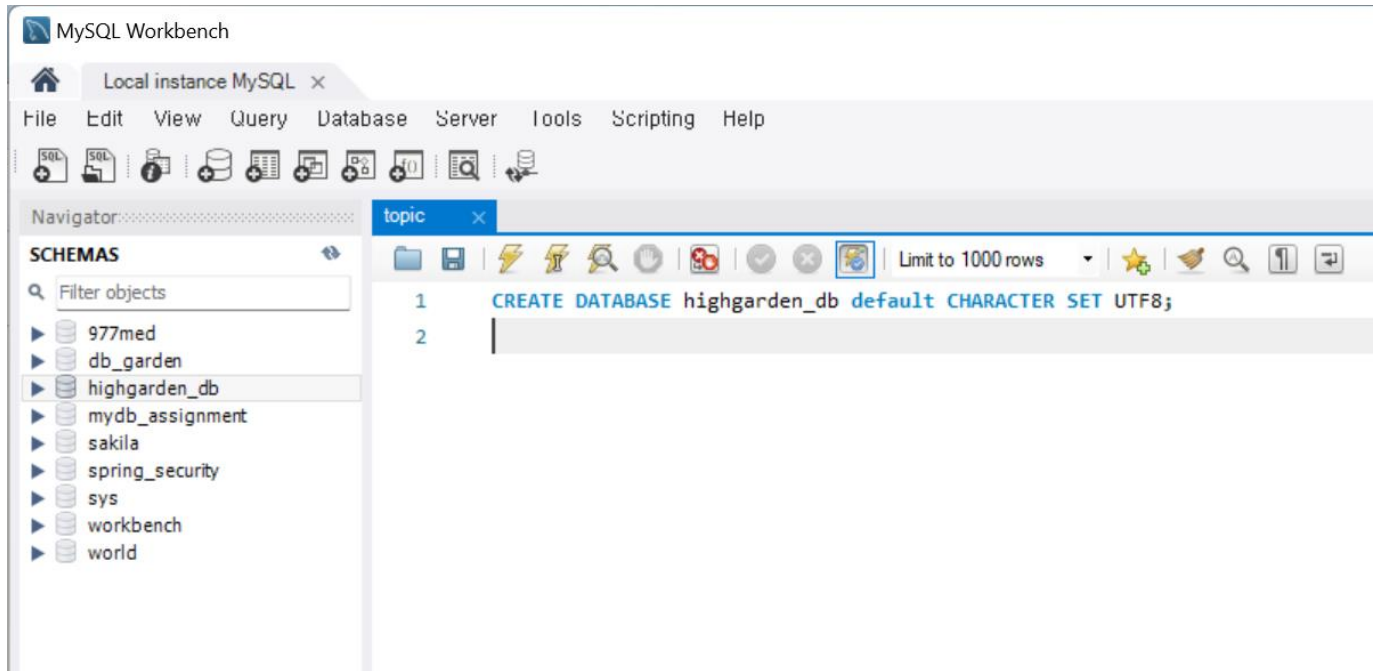 MySQL Workbench
Local instance MySQL
File Edit View Query Database Server Tools Scripting Help
Navigator
topic
SCHEMAS
Limit to 1000 rows
Filter objects
1 CREATE DATABASE highgarden_db default CHARACTER SET UTF8;
2
977med
db_garden
highgarden_db
mydb_assignment
sakila
spring_security
sys
workbench
world